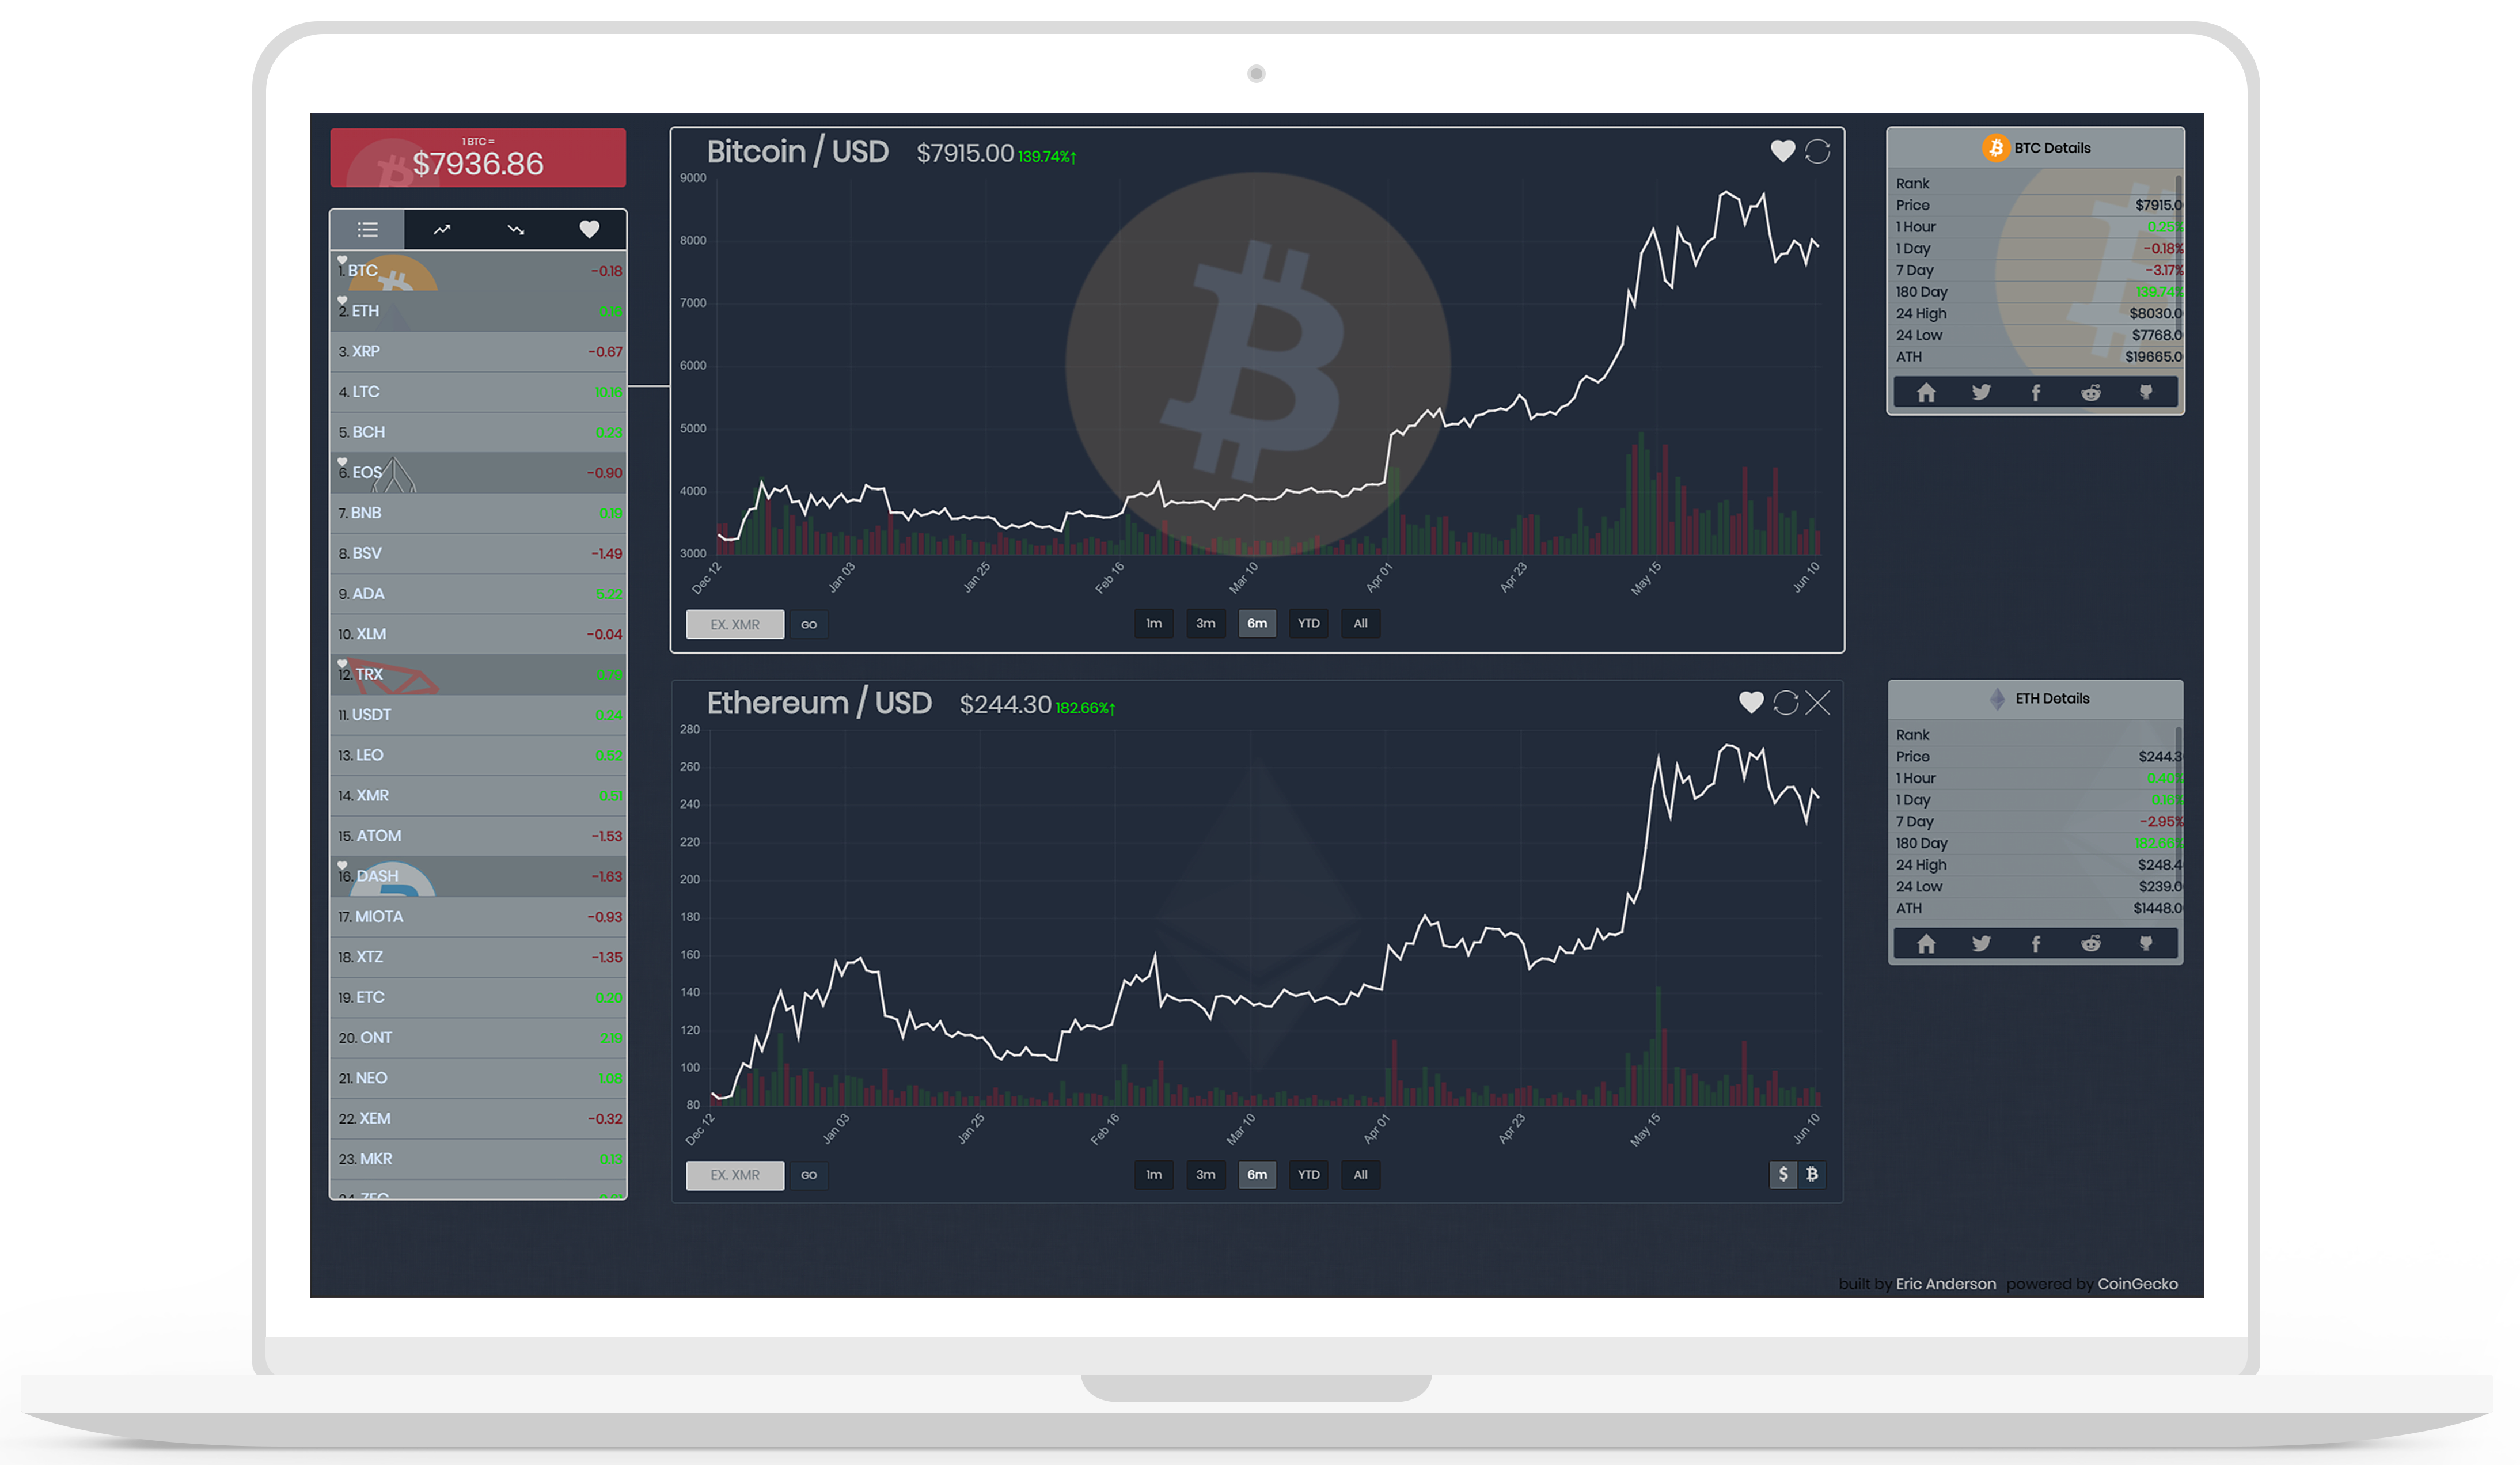 1 BTC =
$7936.86
1. BTC -0.18
2. ETH 0.16
3. XRP -0.67
4. LTC 10.16
5. BCH 0.23
6. EOS -0.90
7. BNB 0.19
8. BSV -1.49
9. ADA 5.22
10. XLM -0.04
12. TRX 0.79
11. USDT 0.24
13. LEO 0.52
14. XMR 0.51
15. ATOM -1.53
16. DASH -1.63
17. MIOTA -0.93
18. XTZ -1.35
19. ETC 0.20
20. ONT 2.19
21. NEO 1.08
22. XEM -0.32
23. MKR 0.13
Bitcoin / USD $7915.00 139.74%↑
9000
8000
7000
6000
5000
4000
3000
Dec 12 Jan 03 Jan 25 Feb 16 Mar 10 Apr 01 Apr 23 May 15 Jun 10
EX. XMR GO 1m 3m 6m YTD All
BTC Details
Rank
Price $7915.0
1 Hour 0.25%
1 Day -0.18%
7 Day -3.17%
180 Day 139.74%
24 High $8030.0
24 Low $7768.0
ATH $19665.0
Ethereum / USD $244.30 182.66%↑
280
260
240
220
200
180
160
140
120
100
80
Dec 12 Jan 03 Jan 25 Feb 16 Mar 10 Apr 01 Apr 23 May 15 Jun 10
EX. XMR GO 1m 3m 6m YTD All $
ETH Details
Rank
Price $244.3
1 Hour 0.40%
1 Day 0.16%
7 Day -2.95%
180 Day 182.66%
24 High $248.4
24 Low $239.0
ATH $1448.0
built by Eric Anderson powered by CoinGecko